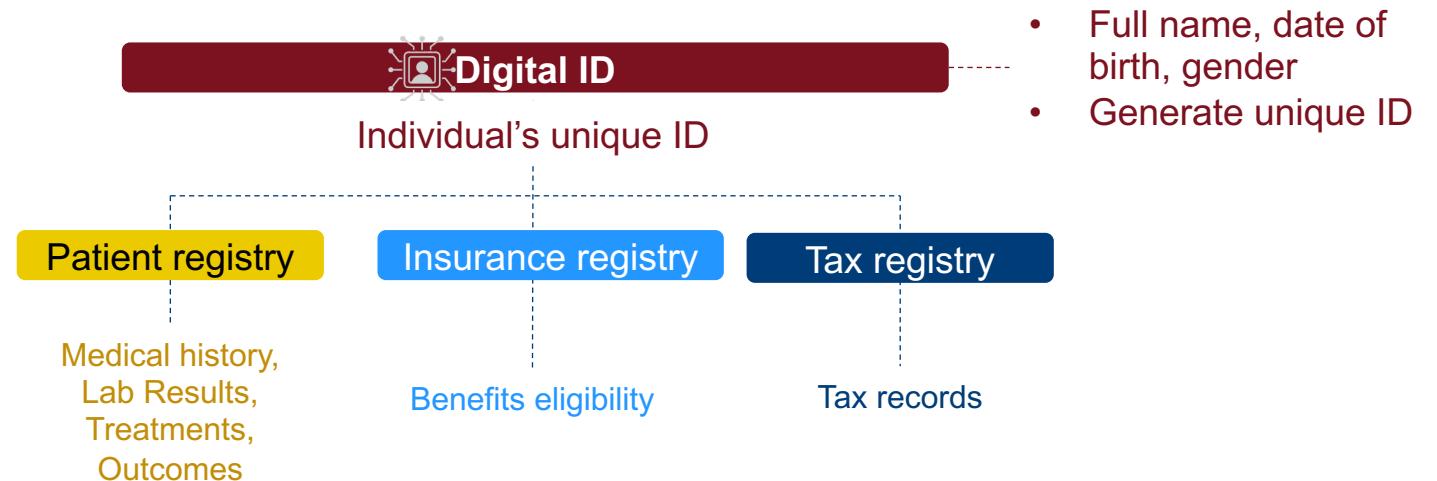 Digital ID
• Full name, date of
birth, gender
• Generate unique ID
Individual’s unique ID
Patient registry
Insurance registry
Tax registry
Medical history,
Lab Results,
Treatments,
Outcomes
Benefits eligibility
Tax records